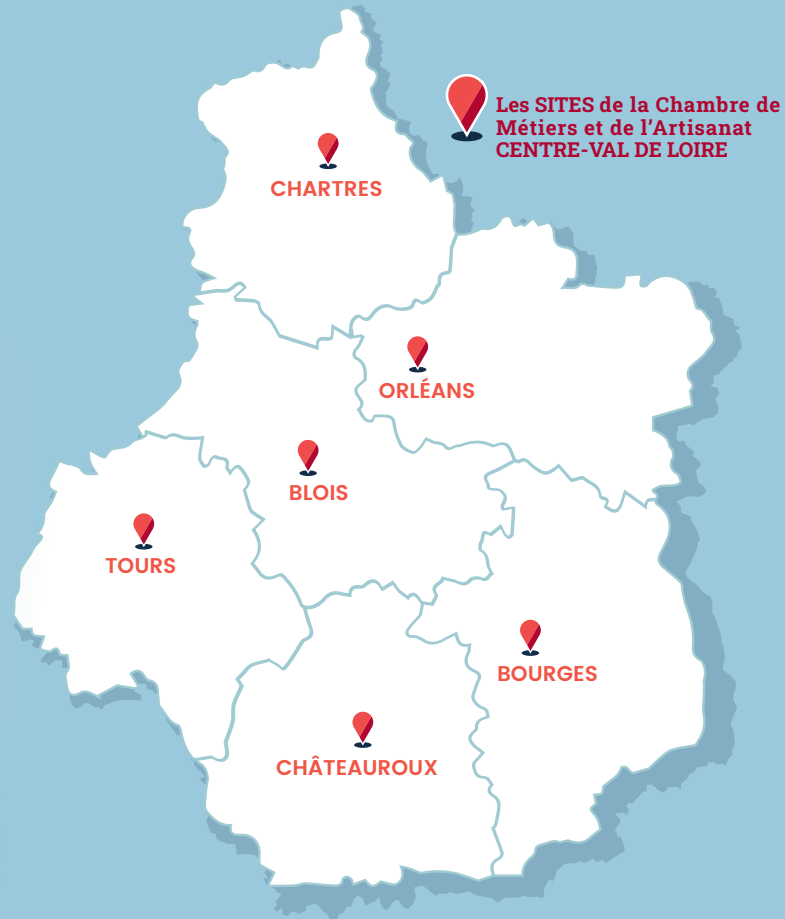 Les SITES de la Chambre de
Métiers et de l'Artisanat
CENTRE-VAL DE LOIRE
CHARTRES
ORLÉANS
BLOIS
TOURS
BOURGES
CHÂTEAUROUX